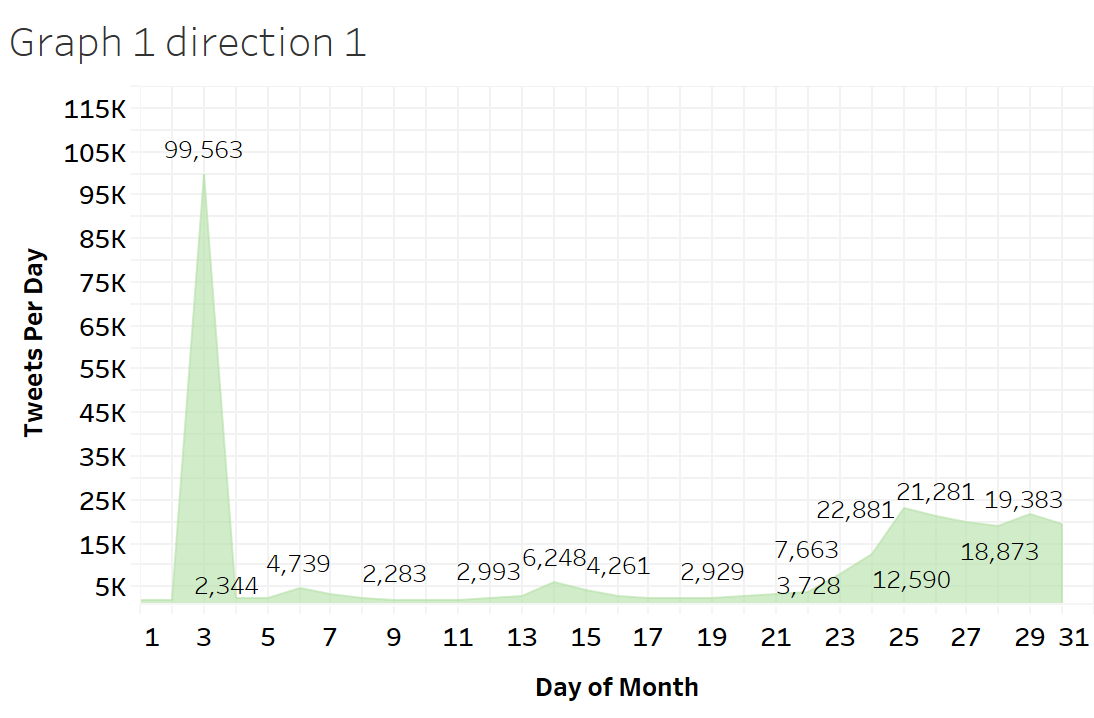 Graph 1 direction 1
Tweets Per Day
115K
105K
95K
85K
75K
65K
55K
45K
35K
25K
15K
5K
99,563
2,344
4,739
2,283
2,993
6,248
4,261
2,929
3,728
7,663
12,590
22,881
21,281
18,873
19,383
1 3 5 7 9 11 13 15 17 19 21 23 25 27 29 31
Day of Month